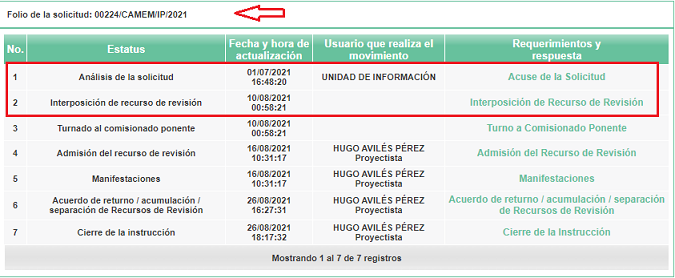 Folio de la solicitud: 00224/CAMEM/IP/2021
No. Estatus Fecha y hora de actualización Usuario que realiza el movimiento Requerimientos y respuesta
1 Análisis de la solicitud 01/07/2021 16:48:20 UNIDAD DE INFORMACIÓN Acuse de la Solicitud
2 Interposición de recurso de revisión 10/08/2021 00:58:21 Interposición de Recurso de Revisión
3 Turnado al comisionado ponente 10/08/2021 00:58:21 Turno a Comisionado Ponente
4 Admisión del recurso de revisión 16/08/2021 10:31:17 HUGO AVILÉS PÉREZ Proyectista Admisión del Recurso de Revisión
5 Manifestaciones 16/08/2021 10:31:17 HUGO AVILÉS PÉREZ Proyectista Manifestaciones
6 Acuerdo de returno / acumulación / separación de Recursos de Revisión 26/08/2021 16:27:31 HUGO AVILÉS PÉREZ Proyectista Acuerdo de returno / acumulación / separación de Recursos de Revisión
7 Cierre de la instrucción 26/08/2021 18:17:32 HUGO AVILÉS PÉREZ Proyectista Cierre de la Instrucción
Mostrando 1 al 7 de 7 registros